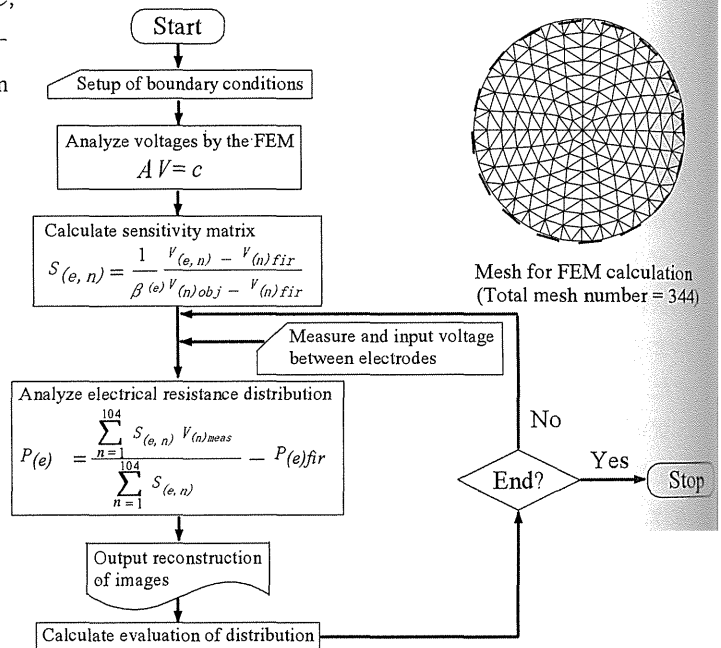 Start
Setup of boundary conditions
Analyze voltages by the FEM
A V = c
Calculate sensitivity matrix
S(e, n) = 1/β(e) V(e, n) − V(n)fir / V(n)obj − V(n)fir
Measure and input voltage
between electrodes
Analyze electrical resistance distribution
P(e) = 104 ∑ n = 1 S(e, n) V(n)meas / 104 ∑ n = 1 S(e, n) − P(e)fir
Output reconstruction
of images
Calculate evaluation of distribution
End?
No
Yes
Stop
Mesh for FEM calculation
(Total mesh number = 344)